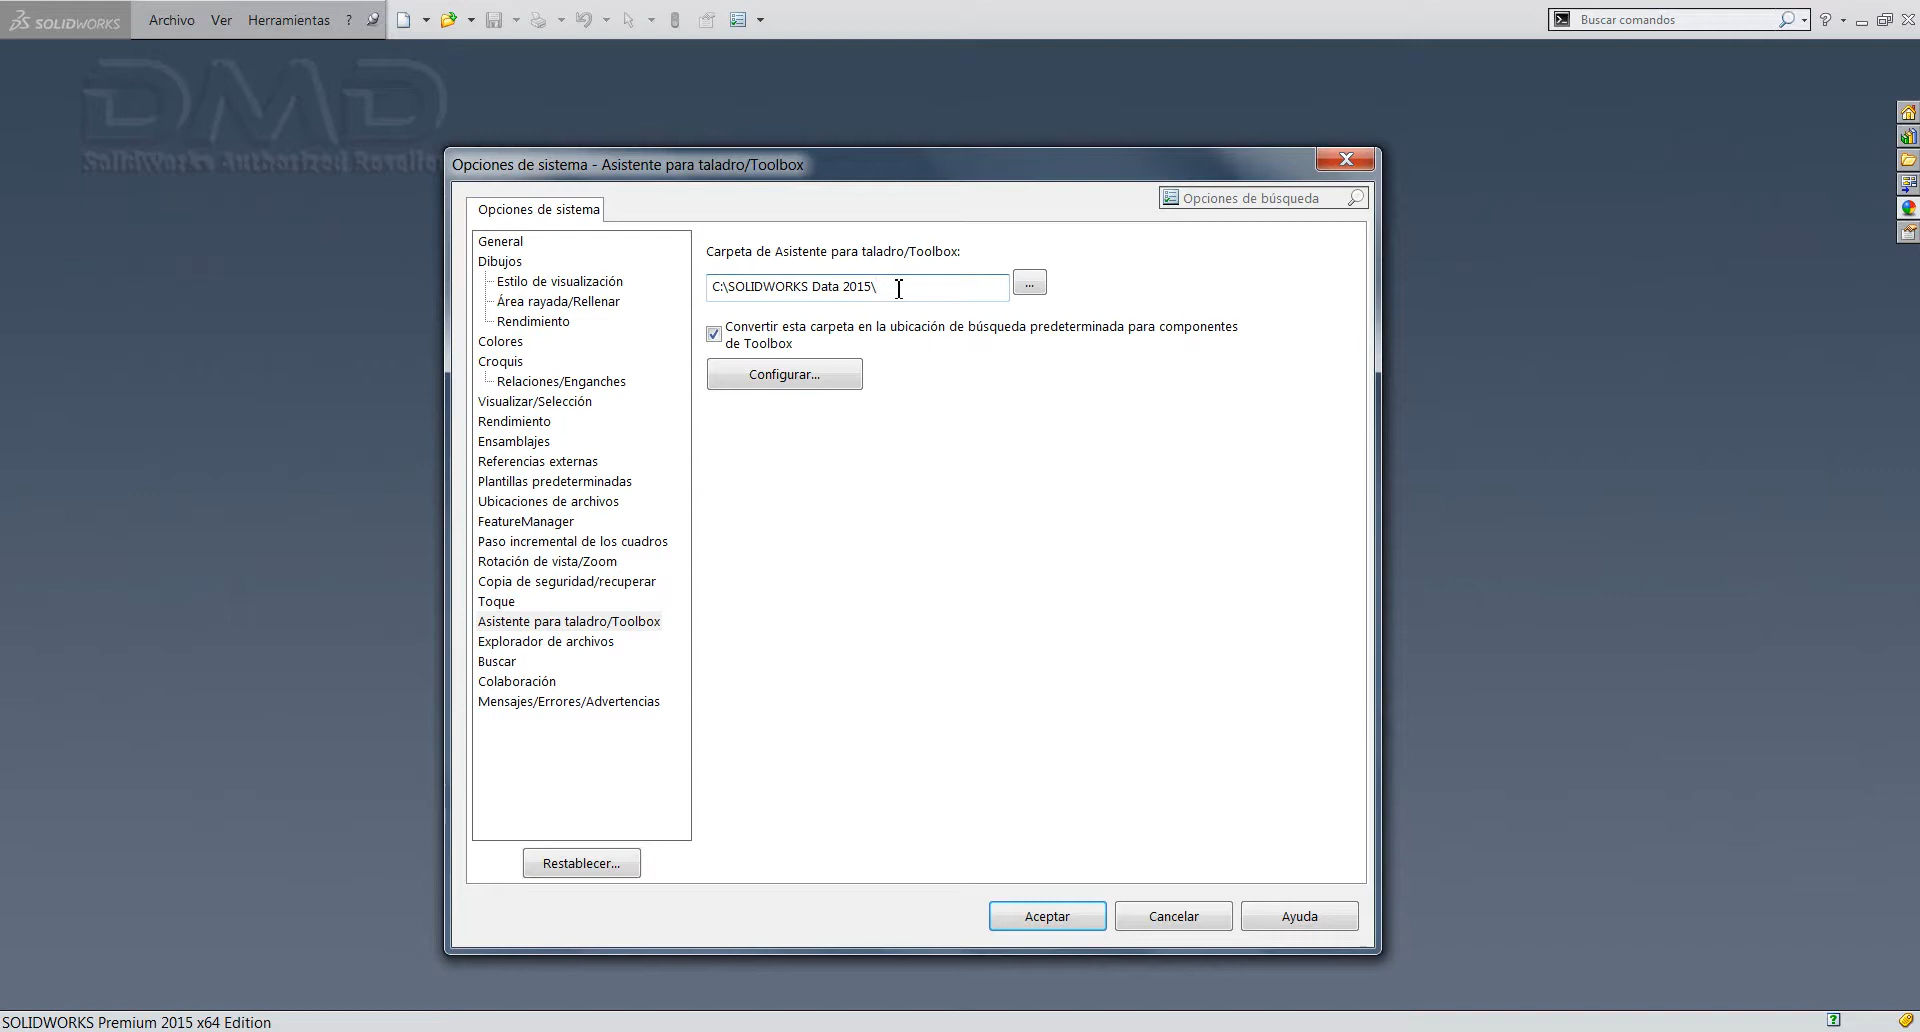 SOLIDWORKS
Archivo Ver Herramientas ?
Buscar comandos
DMD
SolidWorks Authorized Reseller
Opciones de sistema - Asistente para taladro/Toolbox
Opciones de sistema
Opciones de búsqueda
General
Dibujos
Estilo de visualización
Área rayada/Rellenar
Rendimiento
Colores
Croquis
Relaciones/Enganches
Visualizar/Selección
Rendimiento
Ensamblajes
Referencias externas
Plantillas predeterminadas
Ubicaciones de archivos
FeatureManager
Paso incremental de los cuadros
Rotación de vista/Zoom
Copia de seguridad/recuperar
Toque
Asistente para taladro/Toolbox
Explorador de archivos
Buscar
Colaboración
Mensajes/Errores/Advertencias
Restablecer...
Carpeta de Asistente para taladro/Toolbox:
C:\SOLIDWORKS Data 2015\
...
Convertir esta carpeta en la ubicación de búsqueda predeterminada para componentes
de Toolbox
Configurar...
Aceptar Cancelar Ayuda
SOLIDWORKS Premium 2015 x64 Edition